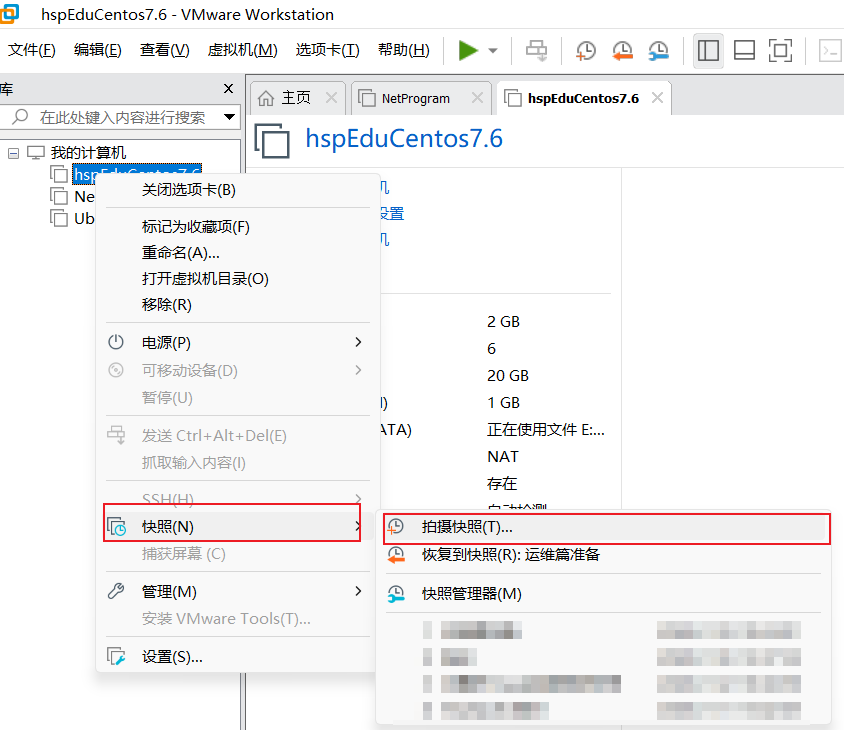 hspEduCentos7.6 - VMware Workstation
文件(F) 编辑(E) 查看(V) 虚拟机(M) 选项卡(T) 帮助(H)
库
在此处键入内容进行搜索
主页 NetProgram hspEduCentos7.6
hspEduCentos7.6
我的计算机
hspEduCentos7.6
Ne
Ub
机
设置
机
关闭选项卡(B)
标记为收藏项(F)
重命名(A)...
打开虚拟机目录(O)
移除(R)
电源(P)
可移动设备(D)
暂停(U)
发送 Ctrl+Alt+Del(E)
抓取输入内容(I)
SSH(H)
快照(N)
捕获屏幕 (C)
管理(M)
安装 VMware Tools(T)...
设置(S)...
2 GB
6
20 GB
1 GB
ATA) 正在使用文件 E:...
NAT
存在
自动检测
拍摄快照(T)...
恢复到快照(R): 运维篇准备
快照管理器(M)